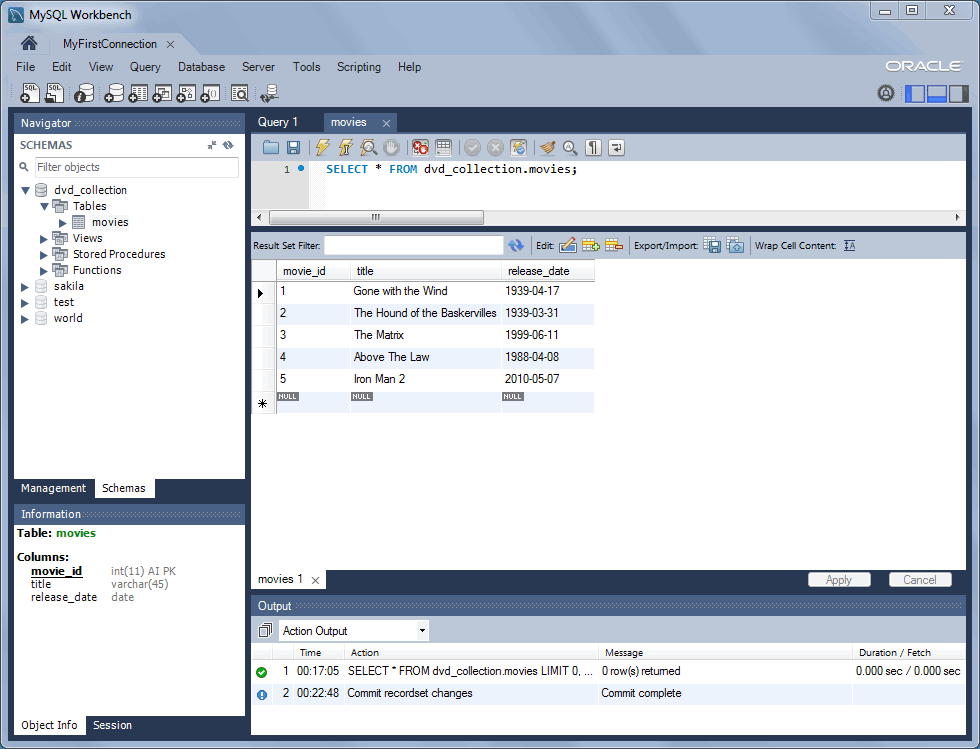 MySQL Workbench
MyFirstConnection
File Edit View Query Database Server Tools Scripting Help
ORACLE
Navigator
SCHEMAS
Filter objects
dvd_collection
Tables
movies
Views
Stored Procedures
Functions
sakila
test
world
Management Schemas
Information
Table: movies
Columns:
movie_id int(11) AI PK
title varchar(45)
release_date date
Object Info Session
Query 1 movies
1 SELECT * FROM dvd_collection.movies;
Result Set Filter: Edit: Export/Import: Wrap Cell Content:
movie_id title release_date
1 Gone with the Wind 1939-04-17
2 The Hound of the Baskervilles 1939-03-31
3 The Matrix 1999-06-11
4 Above The Law 1988-04-08
5 Iron Man 2 2010-05-07
NULL NULL NULL
movies 1 Apply Cancel
Output
Action Output
Time Action Message Duration / Fetch
1 00:17:05 SELECT * FROM dvd_collection.movies LIMIT 0, ... 0 row(s) returned 0.000 sec / 0.000 sec
2 00:22:48 Commit recordset changes Commit complete